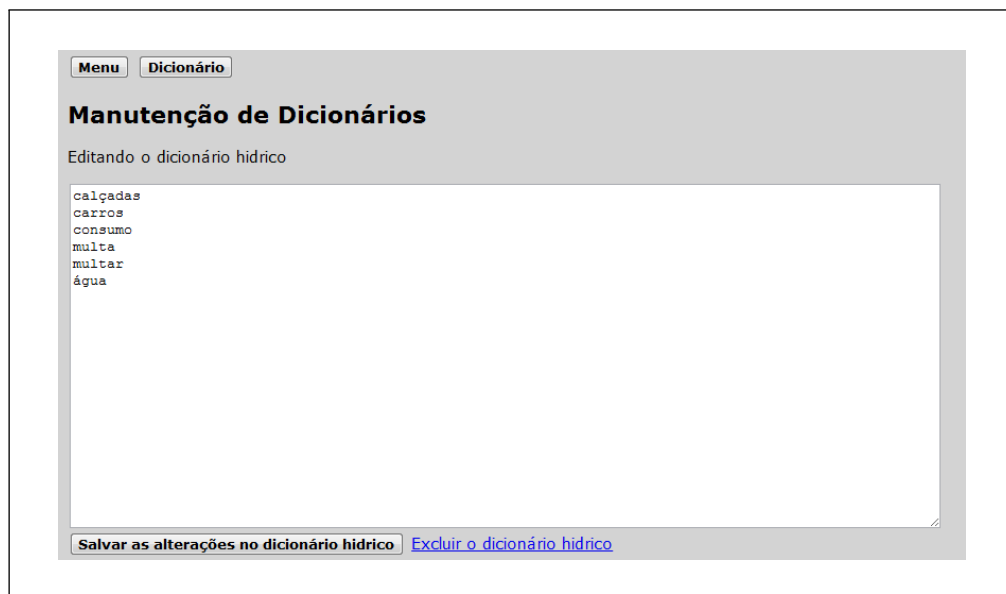 Menu Dicionário
Manutenção de Dicionários
Editando o dicionário hidrico
calçadas
carros
consumo
multa
multar
água
Salvar as alterações no dicionário hidrico Excluir o dicionário hidrico